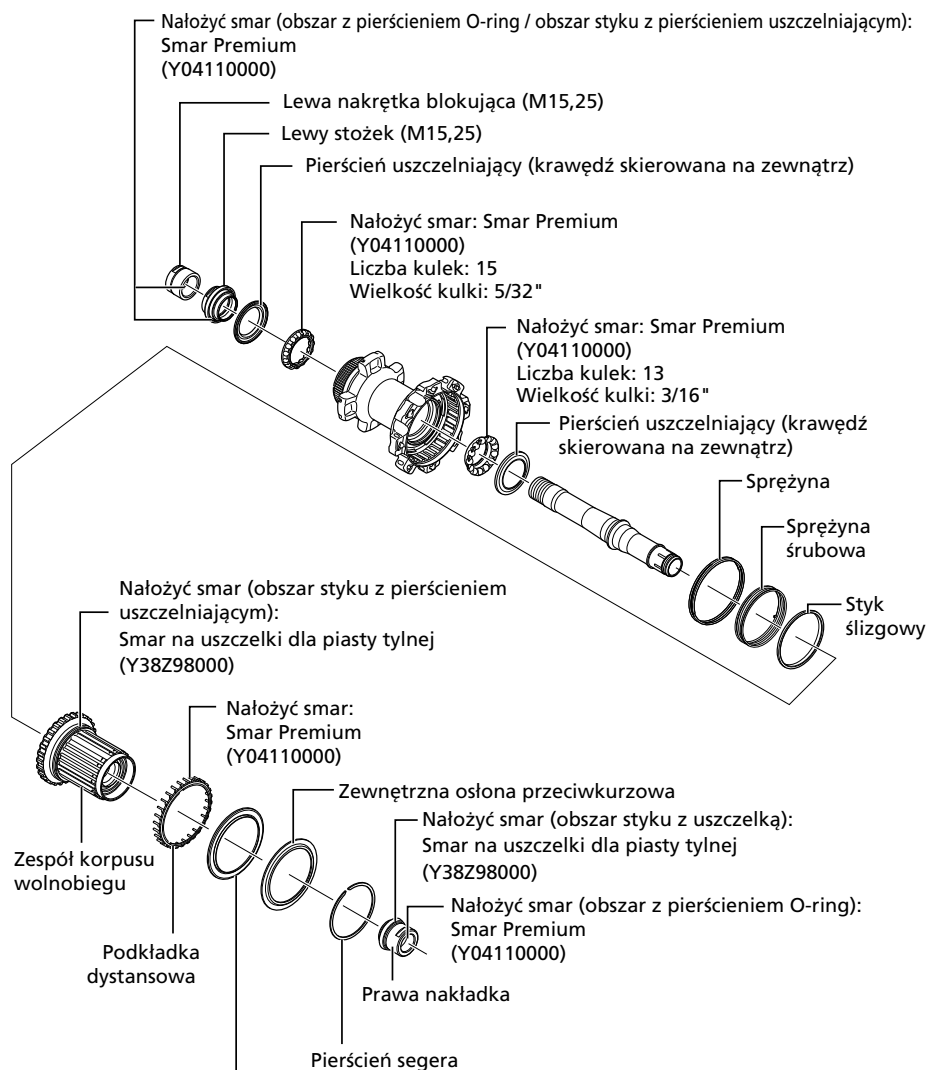 Nałożyć smar (obszar z pierścieniem O-ring / obszar styku z pierścieniem uszczelniającym):
Smar Premium
(Y04110000)
Lewa nakrętka blokująca (M15,25)
Lewy stożek (M15,25)
Pierścień uszczelniający (krawędź skierowana na zewnątrz)
Nałożyć smar: Smar Premium
(Y04110000)
Liczba kulek: 15
Wielkość kulki: 5/32"
Nałożyć smar: Smar Premium
(Y04110000)
Liczba kulek: 13
Wielkość kulki: 3/16"
Pierścień uszczelniający (krawędź
skierowana na zewnątrz)
Sprężyna
Sprężyna
śrubowa
Styk
ślizgowy
Nałożyć smar (obszar styku z pierścieniem
uszczelniającym):
Smar na uszczelki dla piasty tylnej
(Y38Z98000)
Nałożyć smar:
Smar Premium
(Y04110000)
Zewnętrzna osłona przeciwkurzowa
Nałożyć smar (obszar styku z uszczelką):
Smar na uszczelki dla piasty tylnej
(Y38Z98000)
Nałożyć smar (obszar z pierścieniem O-ring):
Smar Premium
(Y04110000)
Zespół korpusu
wolnobiegu
Podkładka
dystansowa
Prawa nakładka
Pierścień segera